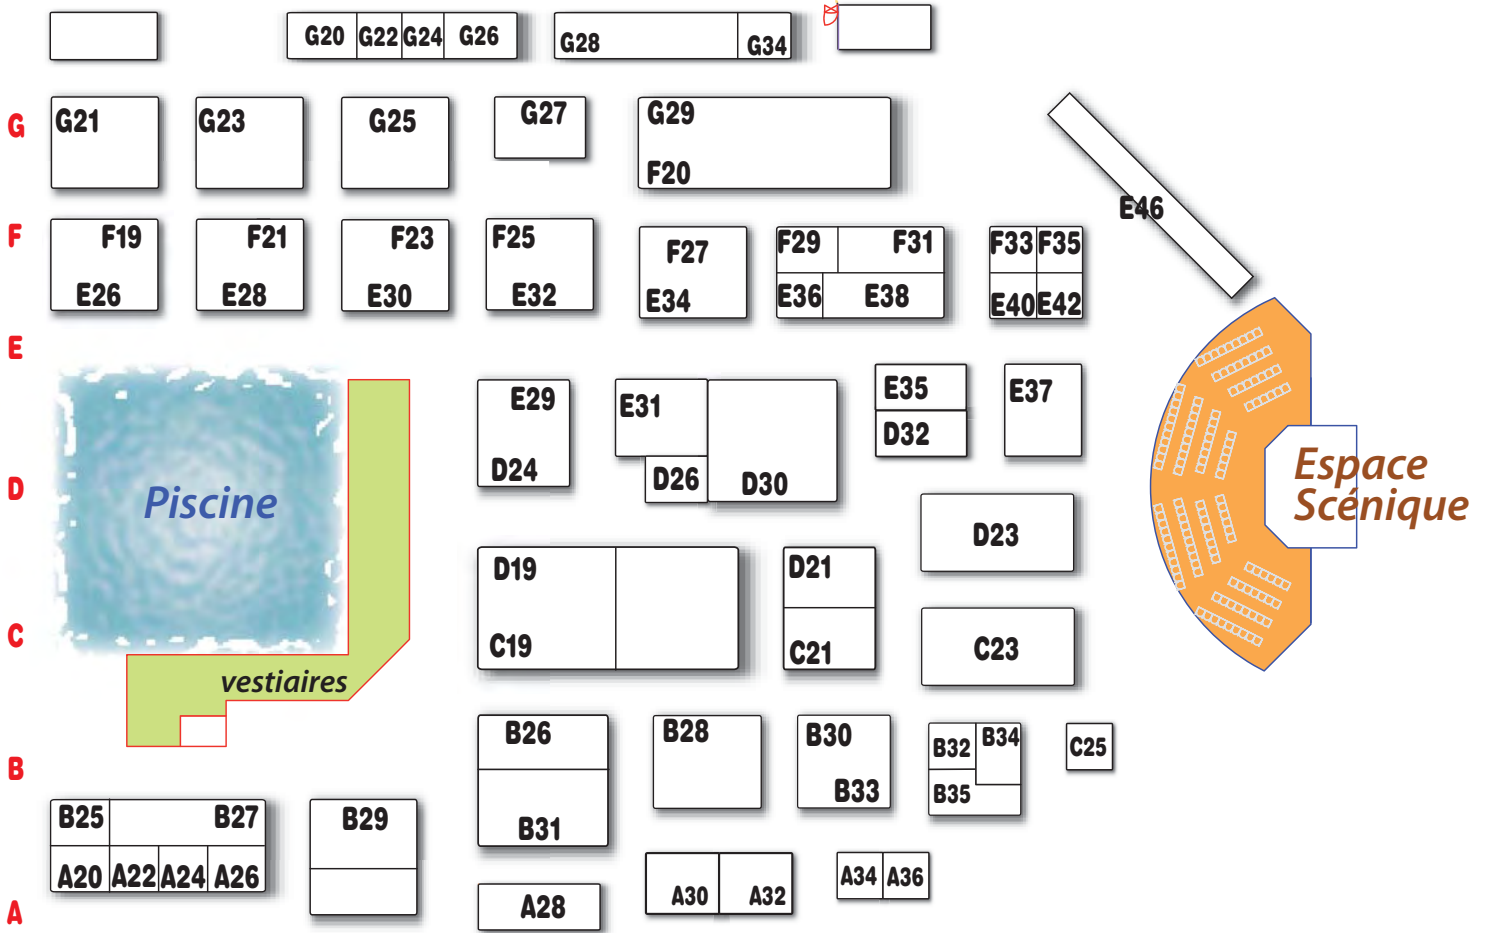 G20 G22 G24 G26 G28 G34
G G21 G23 G25 G27 G29
F20
E46
F F19 F21 F23 F25 F27 F29 F31 F33 F35
E26 E28 E30 E32 E34 E36 E38 E40 E42
E
E29 E31 E35 E37
D32
D D24 D26 D30
Piscine
Espace
Scénique
D23
D19 D21
C
C19 C21 C23
vestiaires
B26 B28 B30 B32 B34 C25
B
B33 B35
B25 B27 B29 B31
A20 A22 A24 A26 A28 A30 A32 A34 A36
A